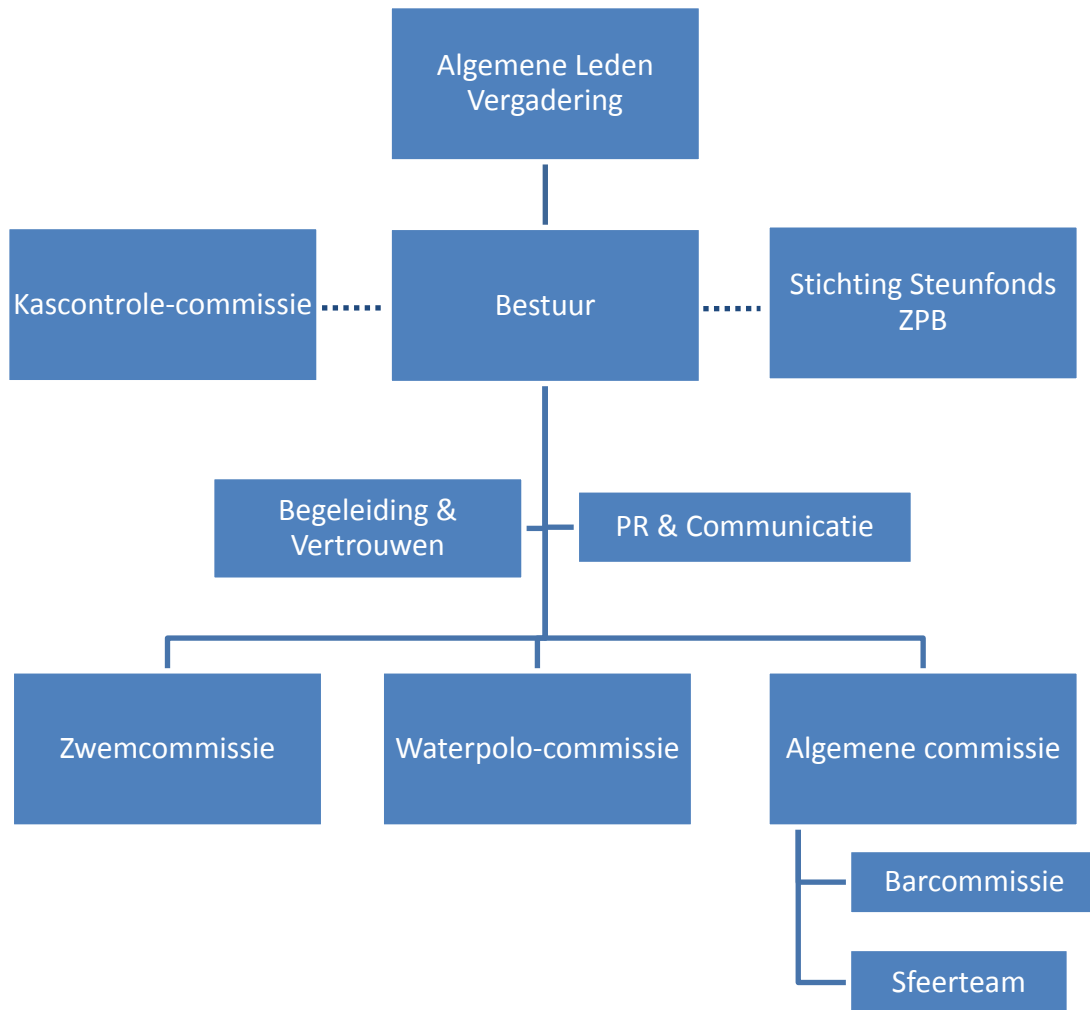 Algemene Leden
Vergadering
Kascontrole-commissie
Bestuur
Stichting Steunfonds
ZPB
Begeleiding &
Vertrouwen
PR & Communicatie
Zwemcommissie
Waterpolo-commissie
Algemene commissie
Barcommissie
Sfeerteam